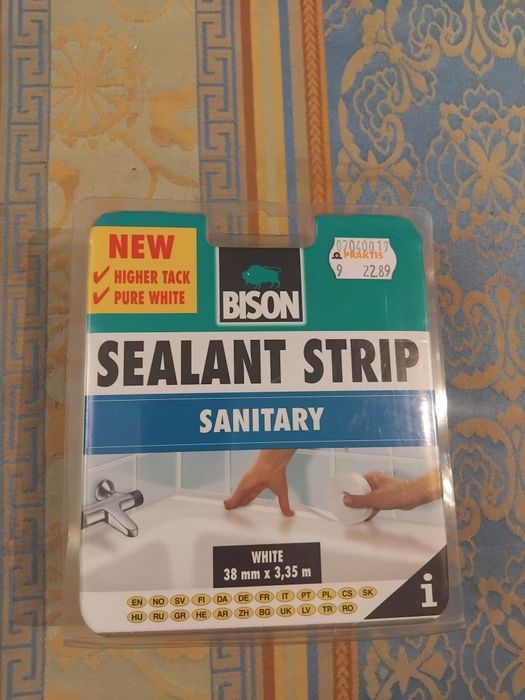 NEW
✓ HIGHER TACK
✓ PURE WHITE
BISON
07040019
PRAKTIS
9 22.89
SEALANT STRIP
SANITARY
WHITE
38 mm x 3,35 m
EN NO SV FI DA DE FR IT PT PL CS SK
HU RU GR HE AR ZH BG UK LV TR RO
i